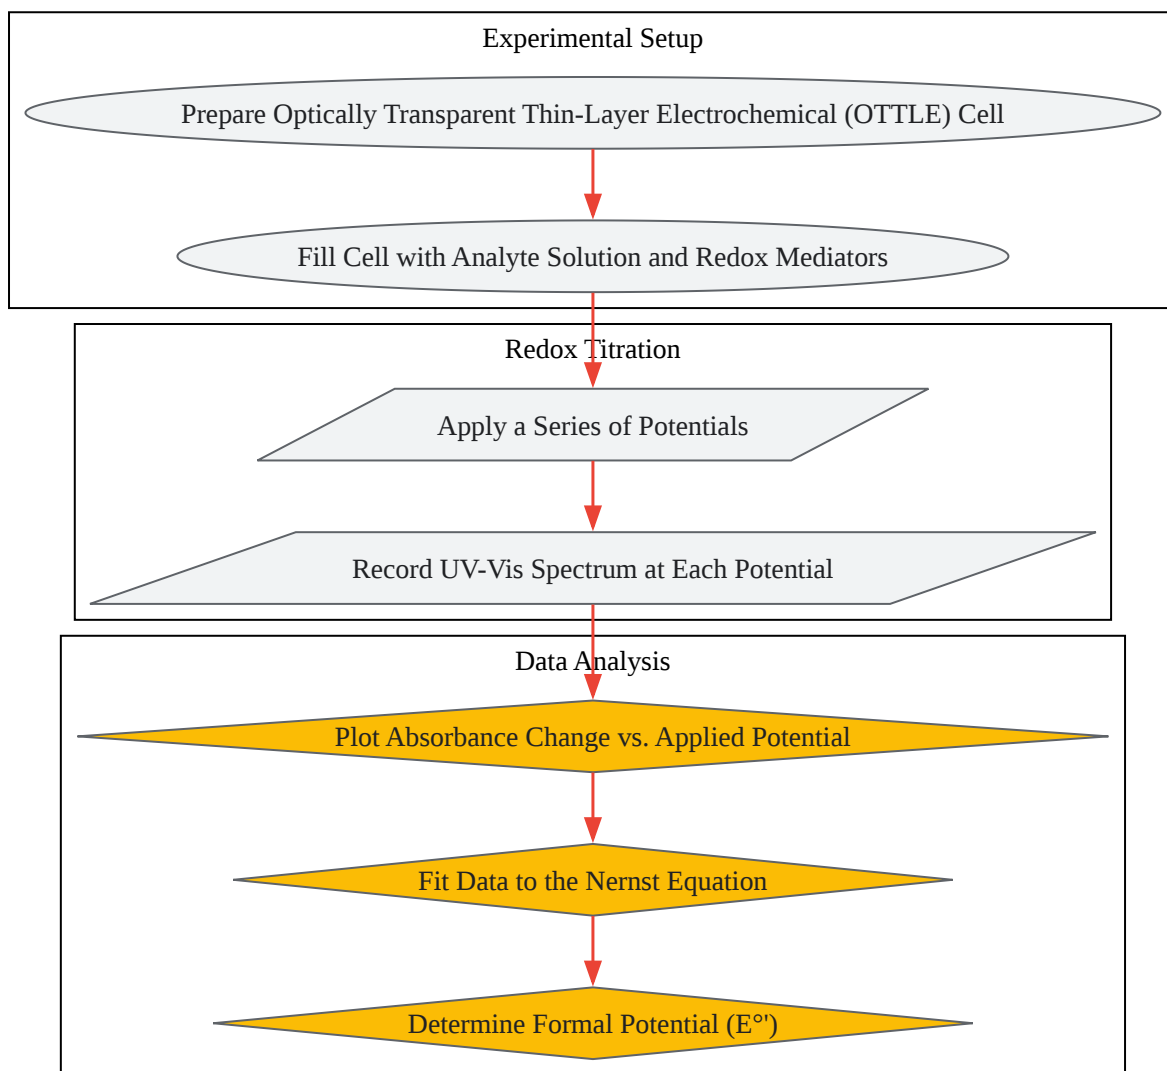 Experimental Setup
Prepare Optically Transparent Thin-Layer Electrochemical (OTTLE) Cell
Fill Cell with Analyte Solution and Redox Mediators
Redox Titration
Apply a Series of Potentials
Record UV-Vis Spectrum at Each Potential
Data Analysis
Plot Absorbance Change vs. Applied Potential
Fit Data to the Nernst Equation
Determine Formal Potential (E°')